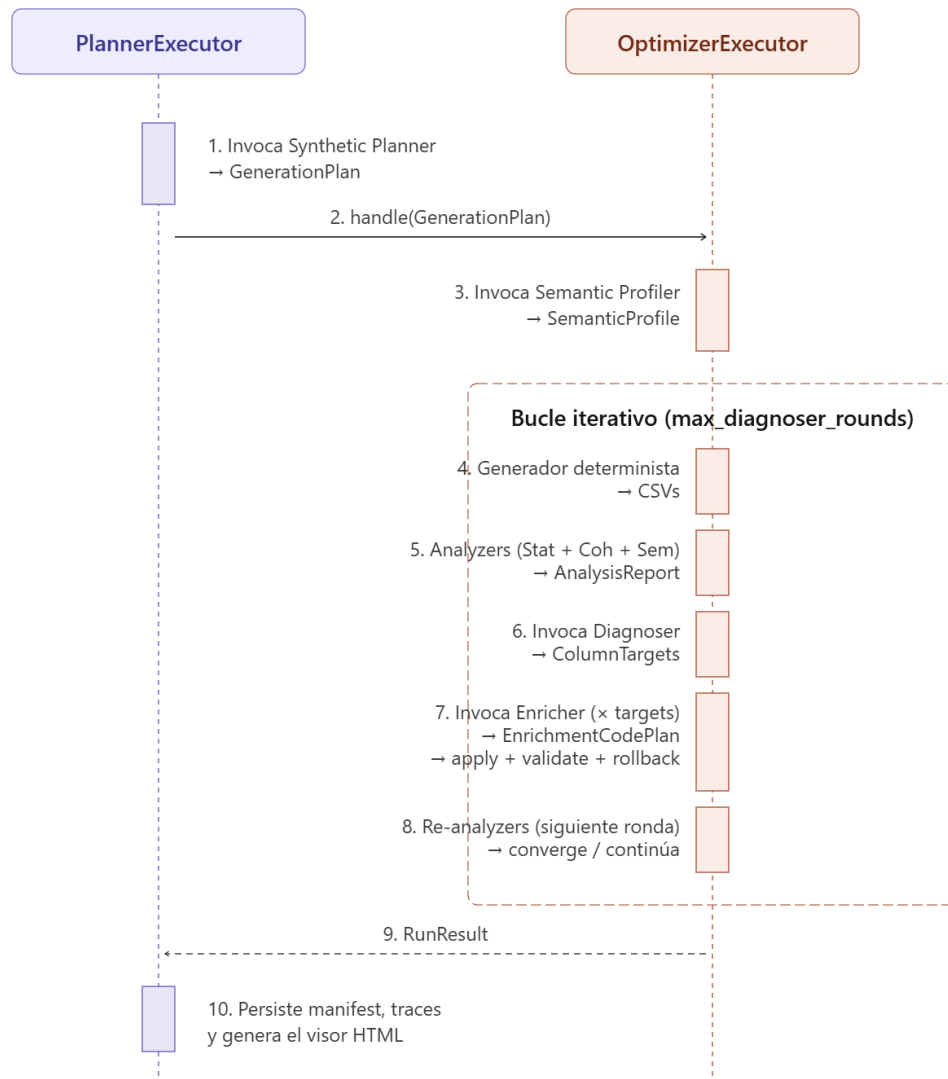 PlannerExecutor
OptimizerExecutor
1. Invoca Synthetic Planner
→ GenerationPlan
2. handle(GenerationPlan)
3. Invoca Semantic Profiler
→ SemanticProfile
Bucle iterativo (max_diagnoser_rounds)
4. Generador determinista
→ CSVs
5. Analyzers (Stat + Coh + Sem)
→ AnalysisReport
6. Invoca Diagnoser
→ ColumnTargets
7. Invoca Enricher (× targets)
→ EnrichmentCodePlan
→ apply + validate + rollback
8. Re-analyzers (siguiente ronda)
→ converge / continúa
9. RunResult
10. Persiste manifest, traces
y genera el visor HTML